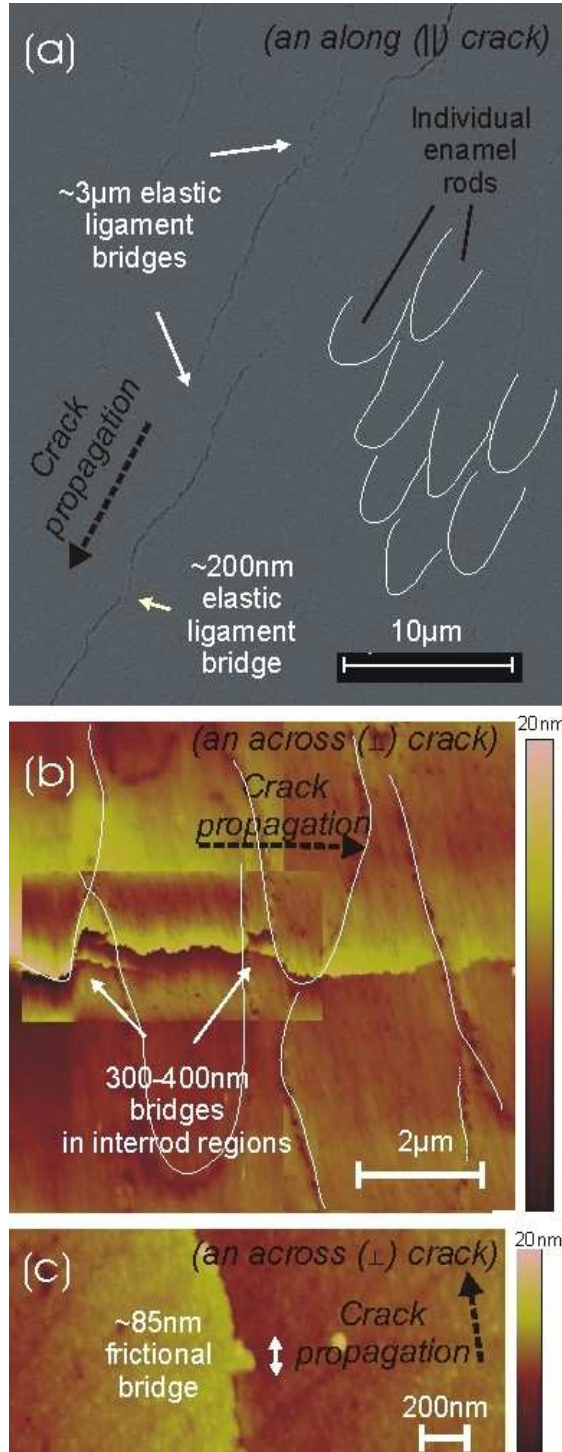 (a)
(an along (||) crack)
Individual
enamel
rods
~3µm elastic
ligament
bridges
Crack
propagation
~200nm
elastic
ligament
bridge
10µm
(b)
(an across (⊥) crack)
20nm
Crack
propagation
300-400nm
bridges
in interrod regions
2µm
(c)
(an across (⊥) crack)
20nm
~85nm
frictional
bridge
Crack
propagation
200nm